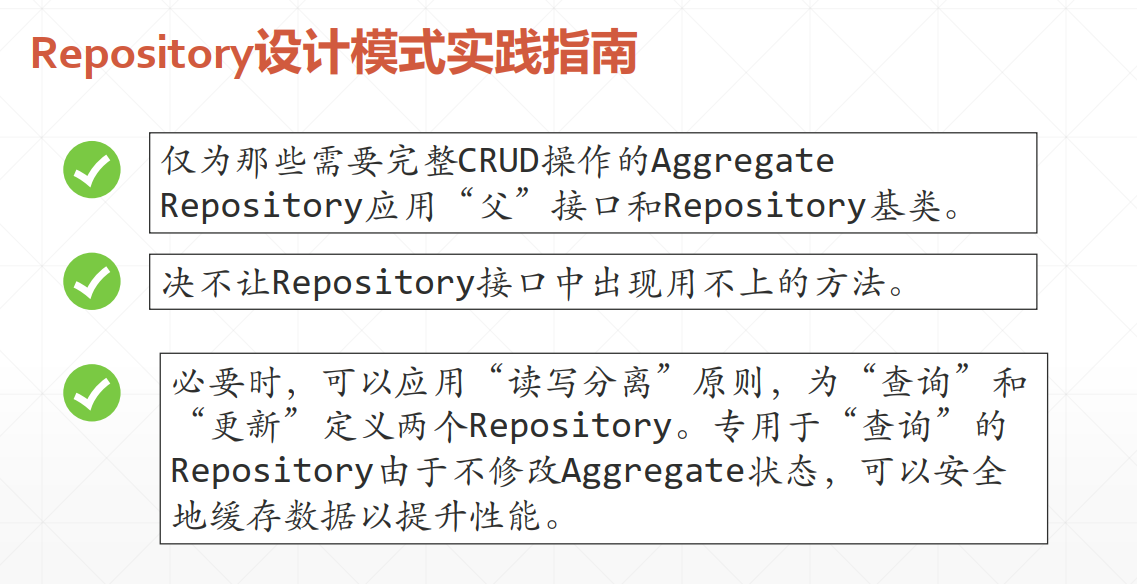 Repository设计模式实践指南
仅为那些需要完整CRUD操作的Aggregate
Repository应用“父”接口和Repository基类。
决不让Repository接口中出现用不上的方法。
必要时，可以应用“读写分离”原则，为“查询”和
“更新”定义两个Repository。专用于“查询”的
Repository由于不修改Aggregate状态，可以安全
地缓存数据以提升性能。